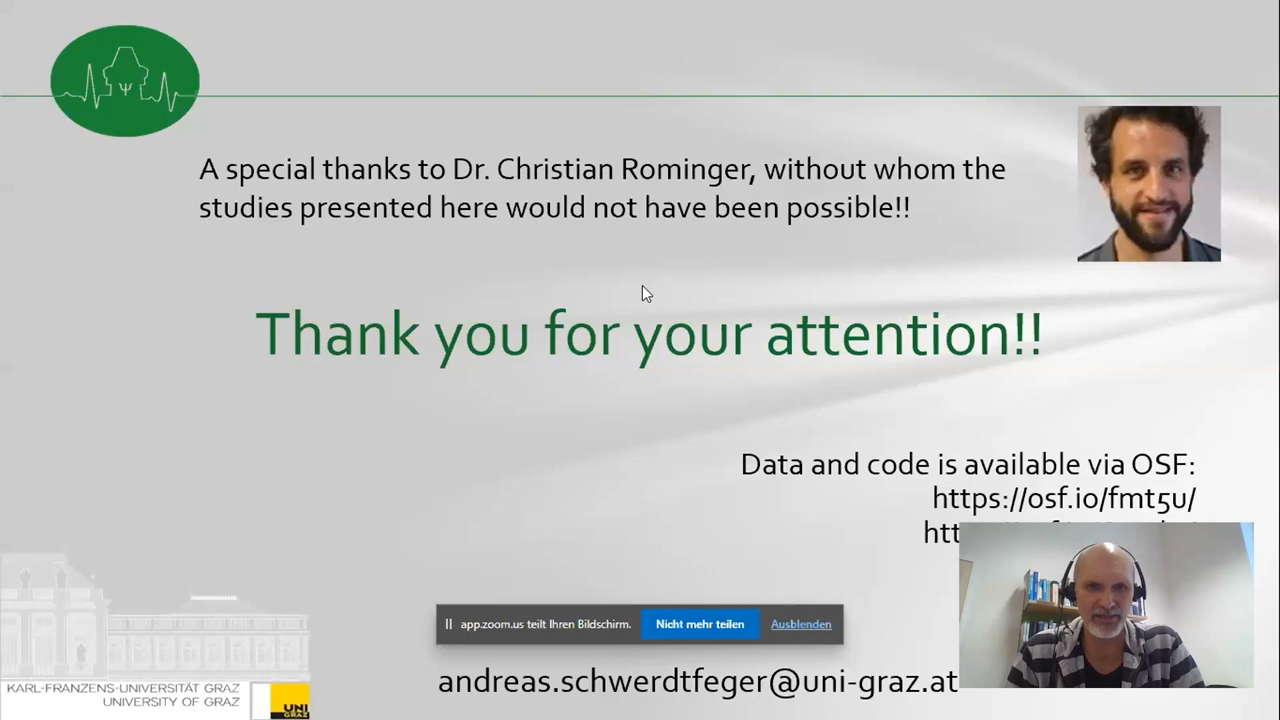 A special thanks to Dr. Christian Rominger, without whom the
studies presented here would not have been possible!!
Thank you for your attention!!
Data and code is available via OSF:
https://osf.io/fmt5u/
app.zoom.us teilt Ihren Bildschirm.
Nicht mehr teilen
Ausblenden
andreas.schwerdtfeger@uni-graz.at
KARL-FRANZENS-UNIVERSITÄT GRAZ
UNIVERSITY OF GRAZ
UNI
GRAZ